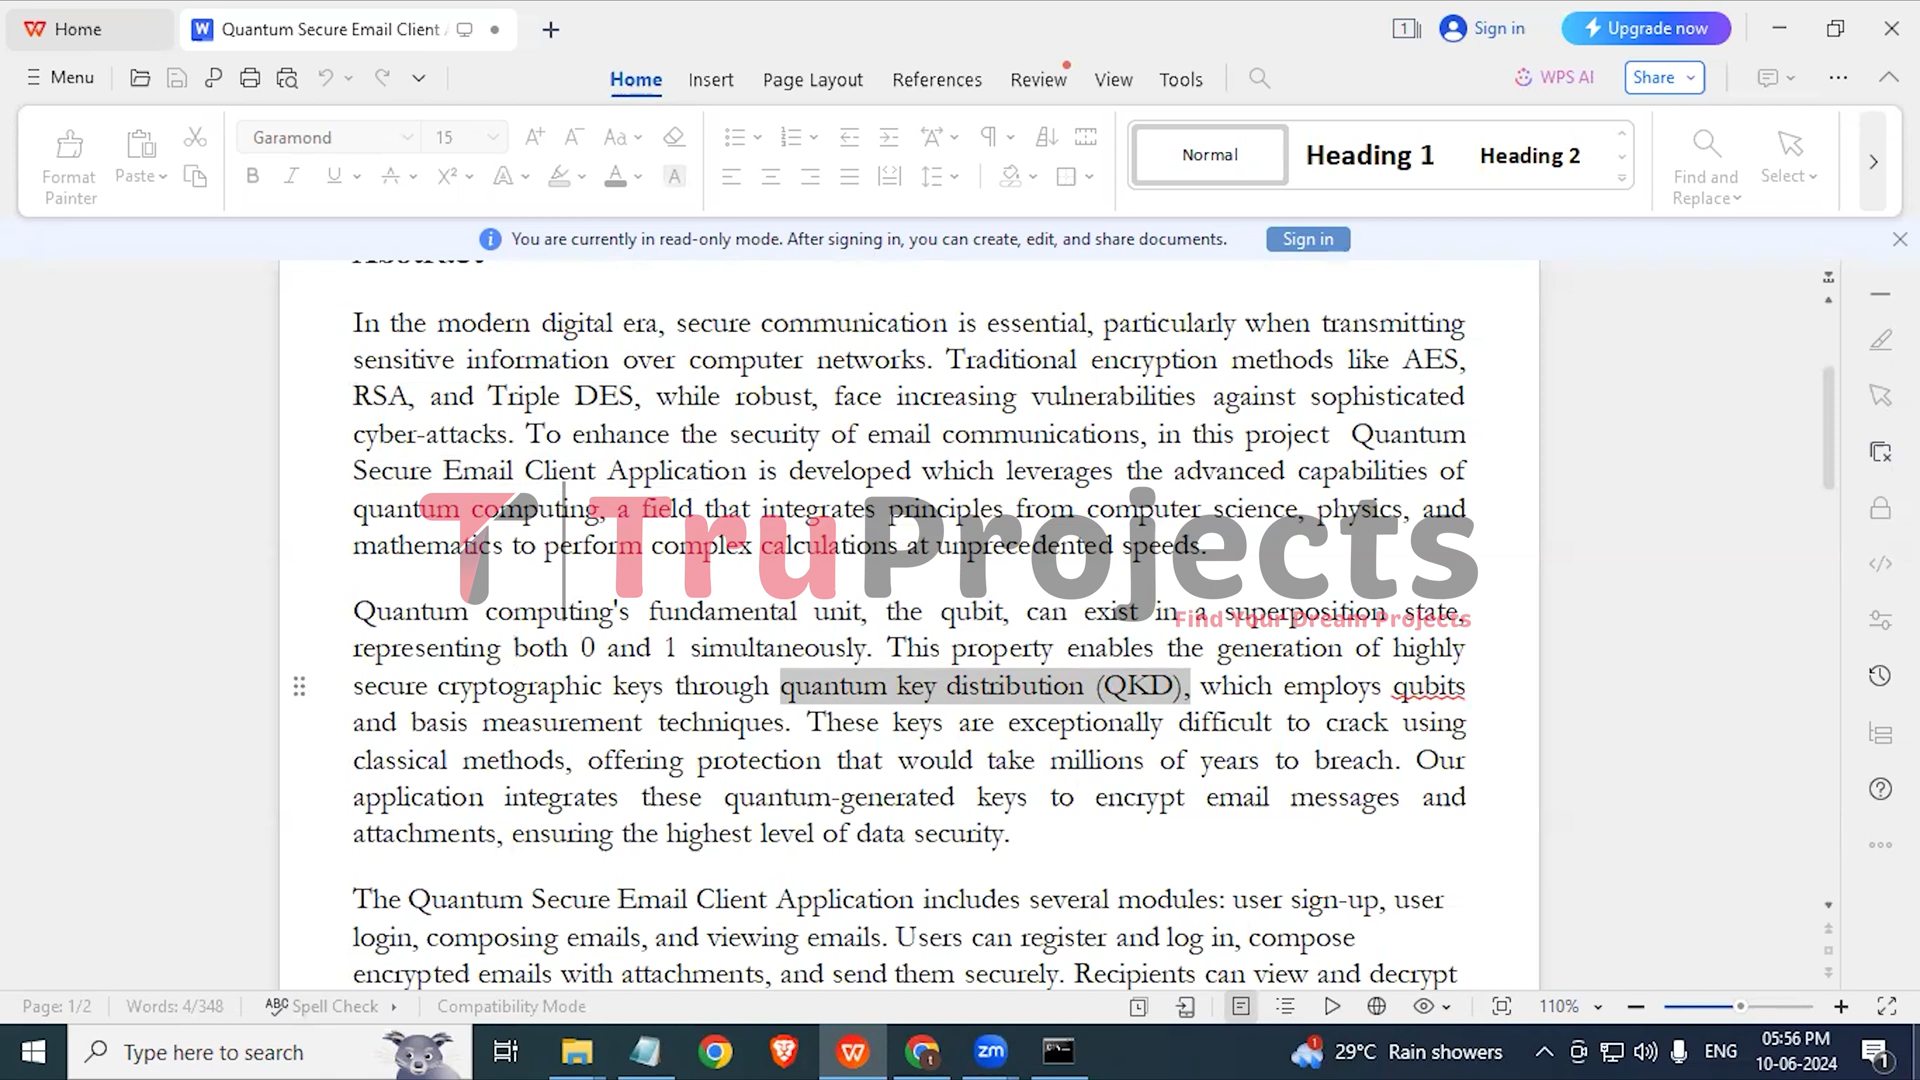 Home
Quantum Secure Email Client
Sign in
Upgrade now
Menu
Home Insert Page Layout References Review View Tools
WPS AI
Share
Format Painter
Paste
Garamond 15
Normal
Heading 1
Heading 2
Find and Replace
Select
You are currently in read-only mode. After signing in, you can create, edit, and share documents.
Sign in
Abstract
In the modern digital era, secure communication is essential, particularly when transmitting
sensitive information over computer networks. Traditional encryption methods like AES,
RSA, and Triple DES, while robust, face increasing vulnerabilities against sophisticated
cyber-attacks. To enhance the security of email communications, in this project Quantum
Secure Email Client Application is developed which leverages the advanced capabilities of
quantum computing, a field that integrates principles from computer science, physics, and
mathematics to perform complex calculations at unprecedented speeds.
TruProjects
Find Your Dream Projects
Quantum computing's fundamental unit, the qubit, can exist in a superposition state,
representing both 0 and 1 simultaneously. This property enables the generation of highly
secure cryptographic keys through quantum key distribution (QKD), which employs qubits
and basis measurement techniques. These keys are exceptionally difficult to crack using
classical methods, offering protection that would take millions of years to breach. Our
application integrates these quantum-generated keys to encrypt email messages and
attachments, ensuring the highest level of data security.
The Quantum Secure Email Client Application includes several modules: user sign-up, user
login, composing emails, and viewing emails. Users can register and log in, compose
encrypted emails with attachments, and send them securely. Recipients can view and decrypt
Page: 1/2 Words: 4/348 Spell Check Compatibility Mode
110%
Type here to search
29°C Rain showers
ENG
05:56 PM
10-06-2024